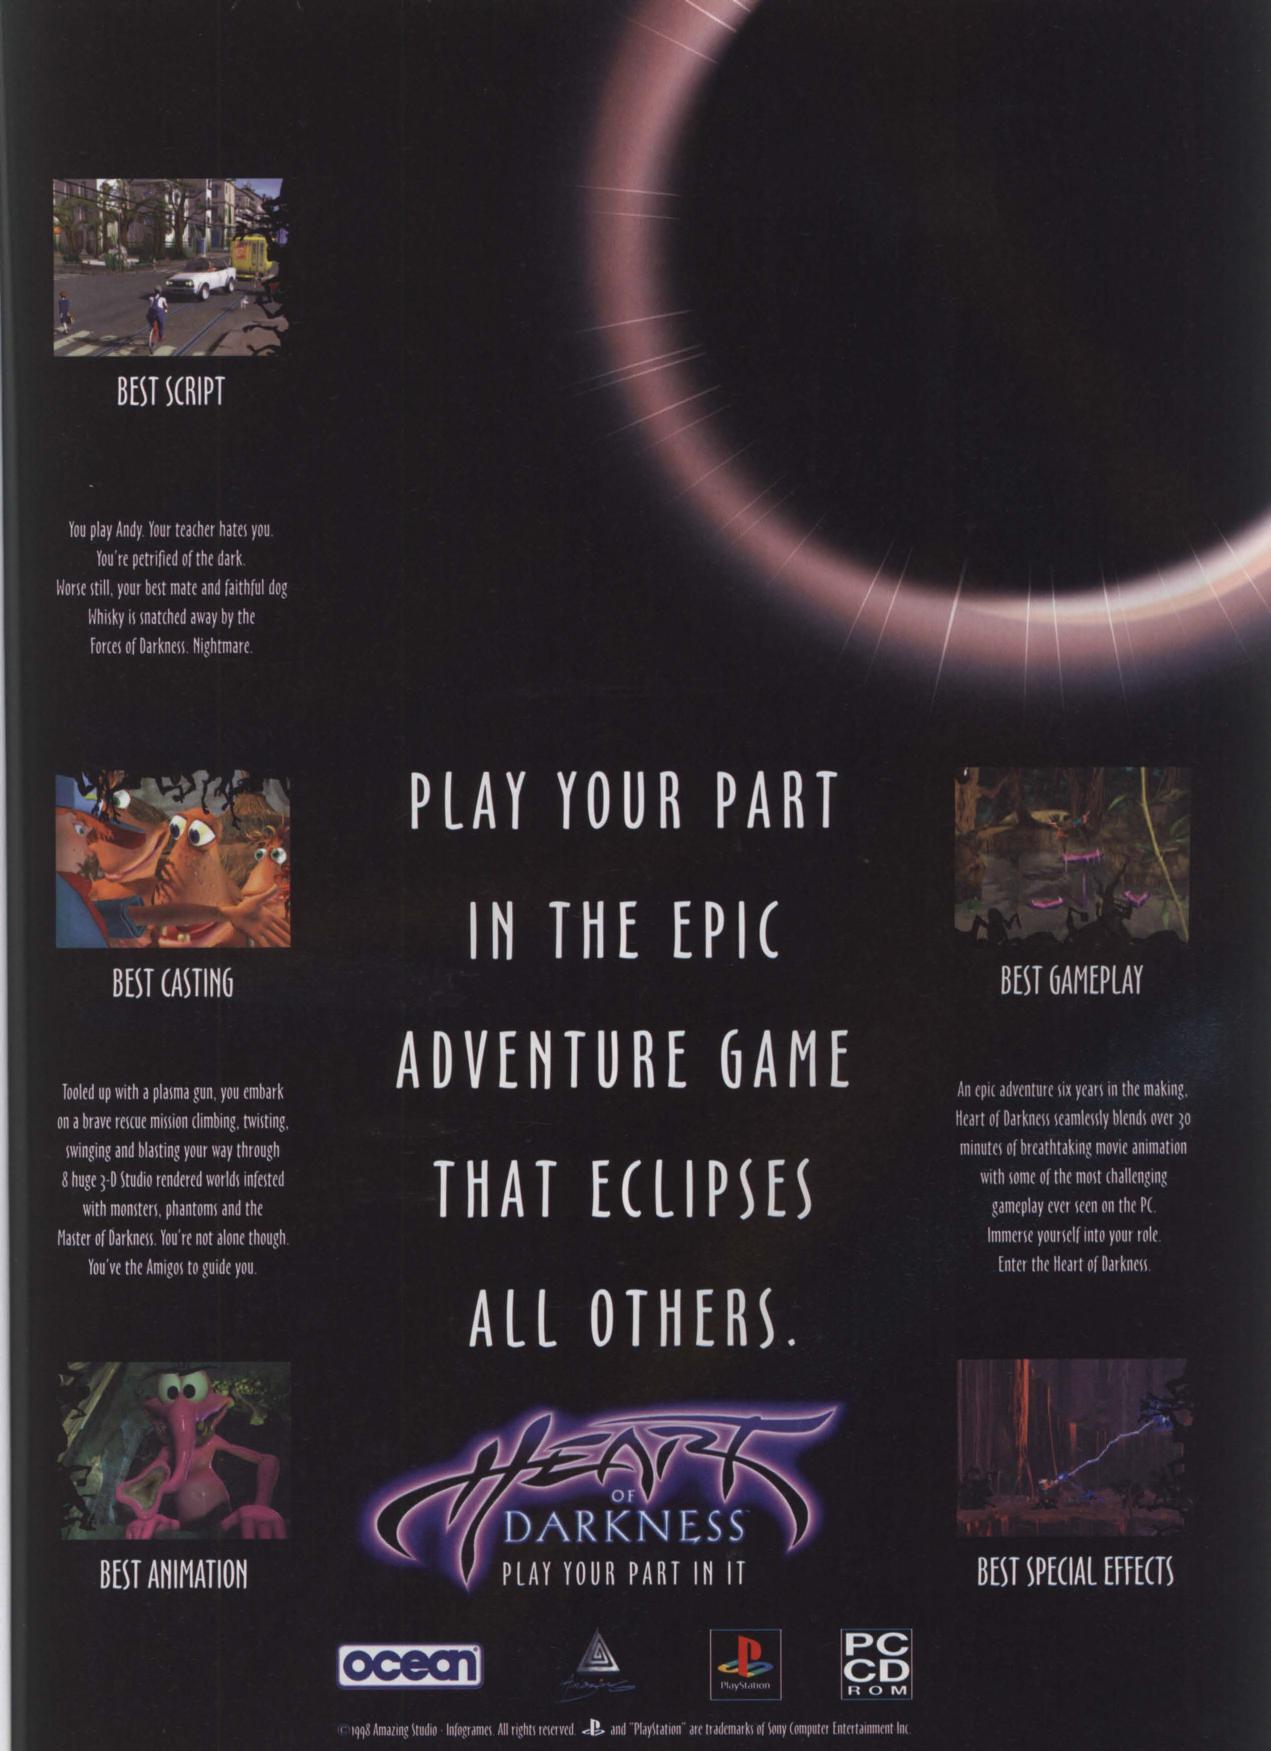 BEST SCRIPT
You play Andy. Your teacher hates you.
You're petrified of the dark.
Worse still, your best mate and faithful dog
Whisky is snatched away by the
Forces of Darkness. Nightmare.
BEST CASTING
Tooled up with a plasma gun, you embark
on a brave rescue mission climbing, twisting,
swinging and blasting your way through
8 huge 3-D Studio rendered worlds infested
with monsters, phantoms and the
Master of Darkness. You're not alone though.
You've the Amigos to guide you.
BEST ANIMATION
PLAY YOUR PART
IN THE EPIC
ADVENTURE GAME
THAT ECLIPSES
ALL OTHERS.
HEART
OF
DARKNESS™
PLAY YOUR PART IN IT
BEST GAMEPLAY
An epic adventure six years in the making,
Heart of Darkness seamlessly blends over 30
minutes of breathtaking movie animation
with some of the most challenging
gameplay ever seen on the PC.
Immerse yourself into your role.
Enter the Heart of Darkness.
BEST SPECIAL EFFECTS
ocean®
Amazing
PlayStation
PC
CD
ROM
© 1998 Amazing Studio - Infogrames. All rights reserved. PS and "PlayStation" are trademarks of Sony Computer Entertainment Inc.